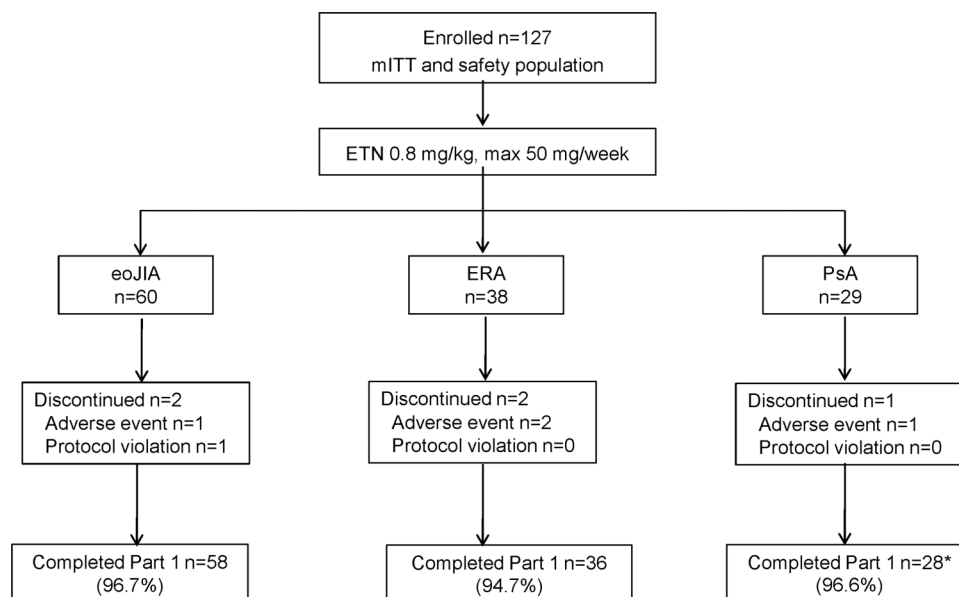 Enrolled n=127
mITT and safety population
ETN 0.8 mg/kg, max 50 mg/week
eoJIA
n=60
ERA
n=38
PsA
n=29
Discontinued n=2
Adverse event n=1
Protocol violation n=1
Discontinued n=2
Adverse event n=2
Protocol violation n=0
Discontinued n=1
Adverse event n=1
Protocol violation n=0
Completed Part 1 n=58
(96.7%)
Completed Part 1 n=36
(94.7%)
Completed Part 1 n=28*
(96.6%)